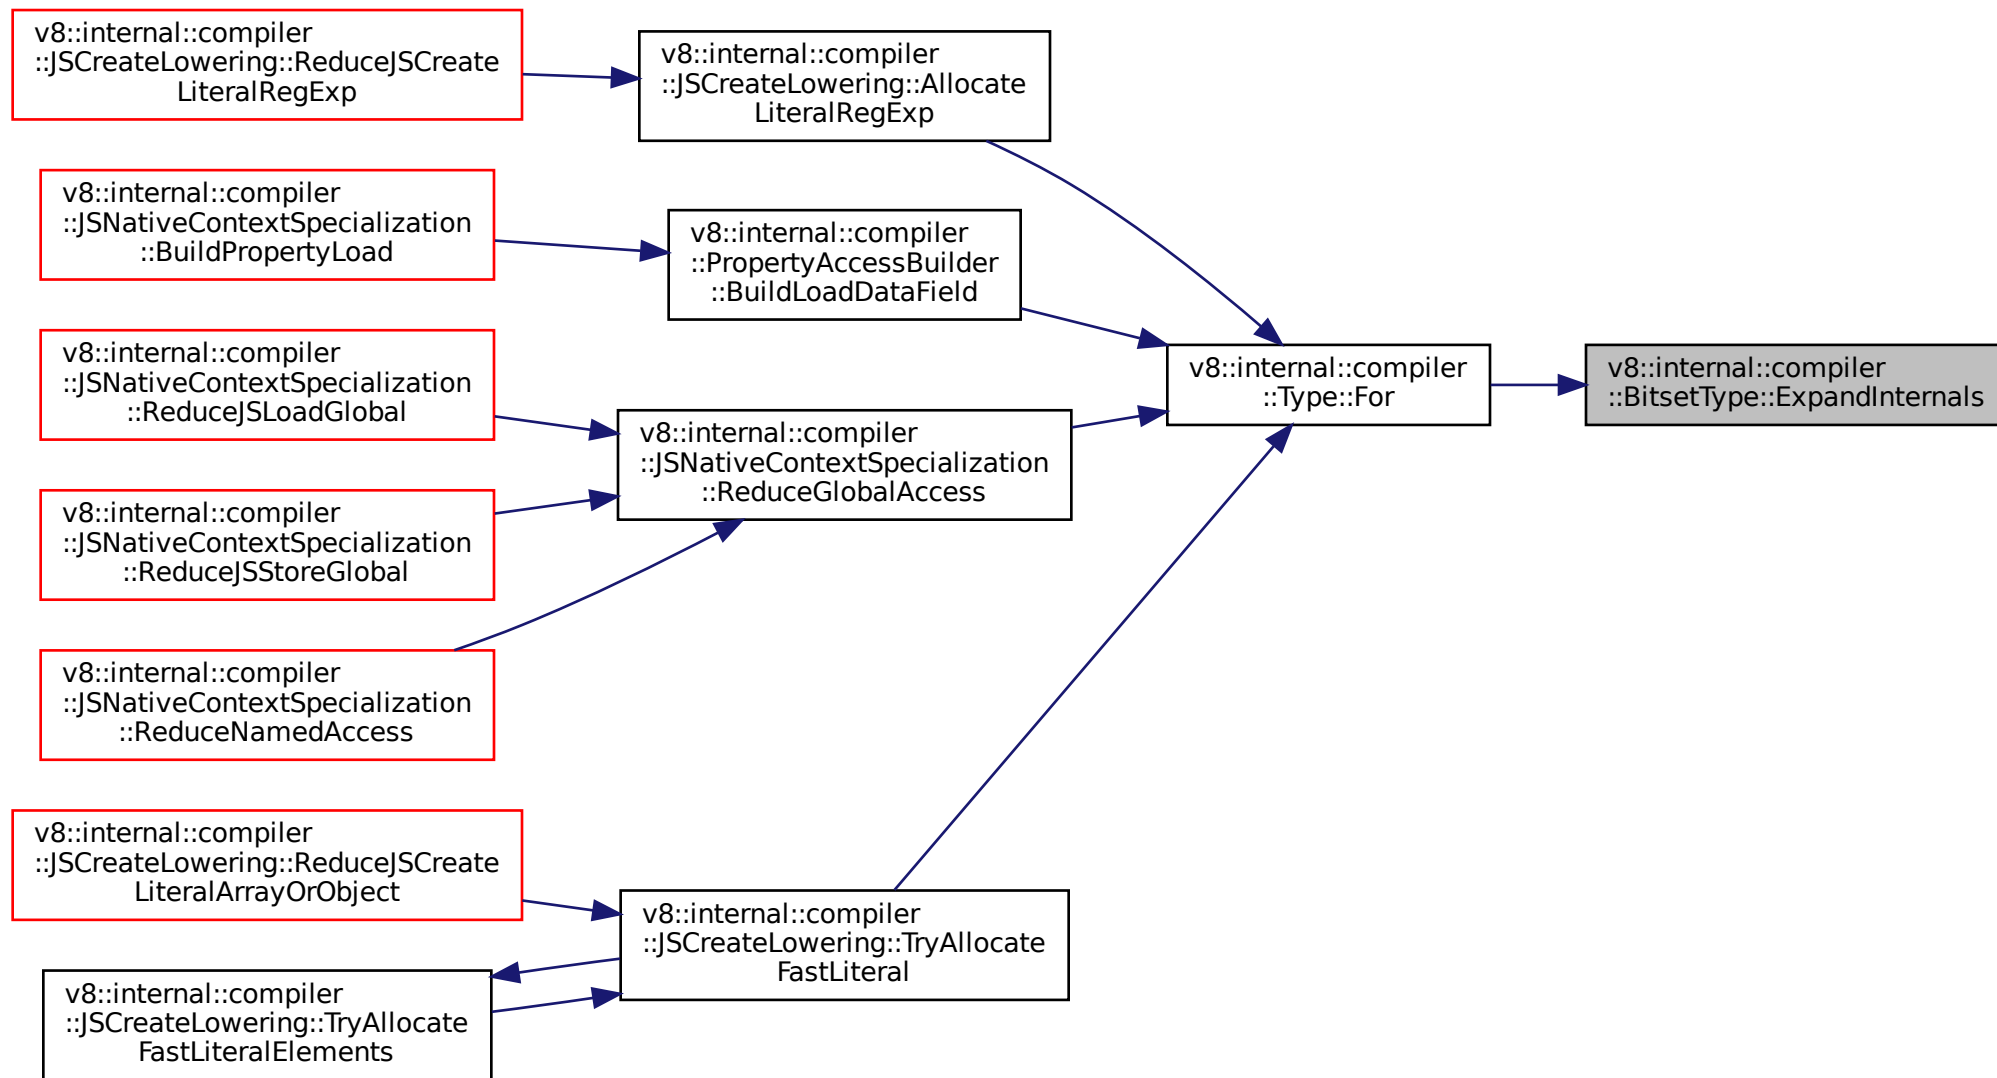 v8::internal::compiler
::JSCreateLowering::ReduceJSCreate
LiteralRegExp
v8::internal::compiler
::JSCreateLowering::Allocate
LiteralRegExp
v8::internal::compiler
::JSNativeContextSpecialization
::BuildPropertyLoad
v8::internal::compiler
::PropertyAccessBuilder
::BuildLoadDataField
v8::internal::compiler
::JSNativeContextSpecialization
::ReduceJSLoadGlobal
v8::internal::compiler
::Type::For
v8::internal::compiler
::BitsetType::ExpandInternals
v8::internal::compiler
::JSNativeContextSpecialization
::ReduceGlobalAccess
v8::internal::compiler
::JSNativeContextSpecialization
::ReduceJSStoreGlobal
v8::internal::compiler
::JSNativeContextSpecialization
::ReduceNamedAccess
v8::internal::compiler
::JSCreateLowering::ReduceJSCreate
LiteralArrayOrObject
v8::internal::compiler
::JSCreateLowering::TryAllocate
FastLiteral
v8::internal::compiler
::JSCreateLowering::TryAllocate
FastLiteralElements